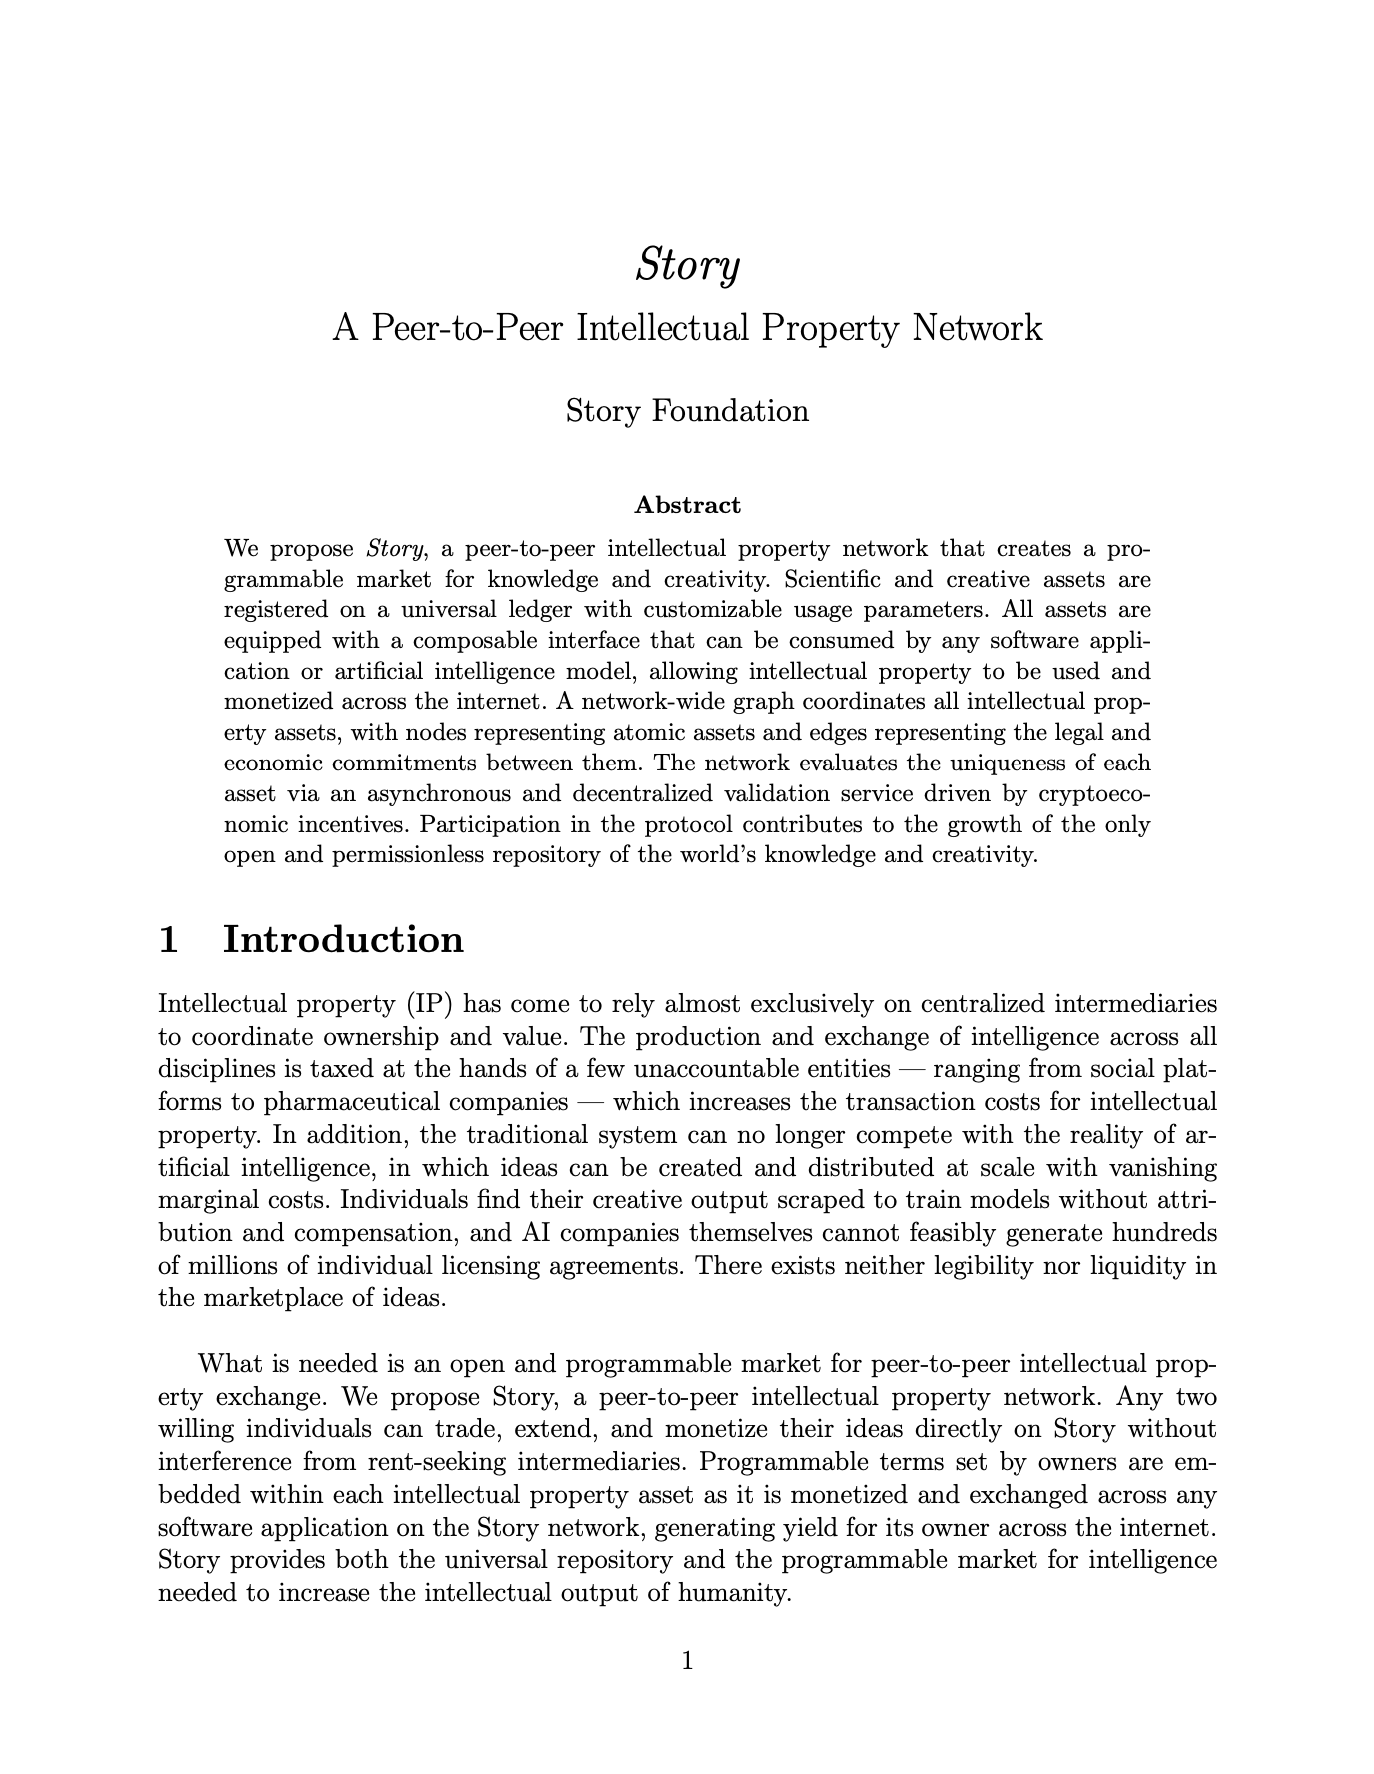 Story
A Peer-to-Peer Intellectual Property Network
Story Foundation
Abstract
We propose Story, a peer-to-peer intellectual property network that creates a pro-
grammable market for knowledge and creativity. Scientific and creative assets are
registered on a universal ledger with customizable usage parameters. All assets are
equipped with a composable interface that can be consumed by any software appli-
cation or artificial intelligence model, allowing intellectual property to be used and
monetized across the internet. A network-wide graph coordinates all intellectual prop-
erty assets, with nodes representing atomic assets and edges representing the legal and
economic commitments between them. The network evaluates the uniqueness of each
asset via an asynchronous and decentralized validation service driven by cryptoeco-
nomic incentives. Participation in the protocol contributes to the growth of the only
open and permissionless repository of the world's knowledge and creativity.
1 Introduction
Intellectual property (IP) has come to rely almost exclusively on centralized intermediaries
to coordinate ownership and value. The production and exchange of intelligence across all
disciplines is taxed at the hands of a few unaccountable entities — ranging from social plat-
forms to pharmaceutical companies — which increases the transaction costs for intellectual
property. In addition, the traditional system can no longer compete with the reality of ar-
tificial intelligence, in which ideas can be created and distributed at scale with vanishing
marginal costs. Individuals find their creative output scraped to train models without attri-
bution and compensation, and AI companies themselves cannot feasibly generate hundreds
of millions of individual licensing agreements. There exists neither legibility nor liquidity in
the marketplace of ideas.
What is needed is an open and programmable market for peer-to-peer intellectual prop-
erty exchange. We propose Story, a peer-to-peer intellectual property network. Any two
willing individuals can trade, extend, and monetize their ideas directly on Story without
interference from rent-seeking intermediaries. Programmable terms set by owners are em-
bedded within each intellectual property asset as it is monetized and exchanged across any
software application on the Story network, generating yield for its owner across the internet.
Story provides both the universal repository and the programmable market for intelligence
needed to increase the intellectual output of humanity.
1